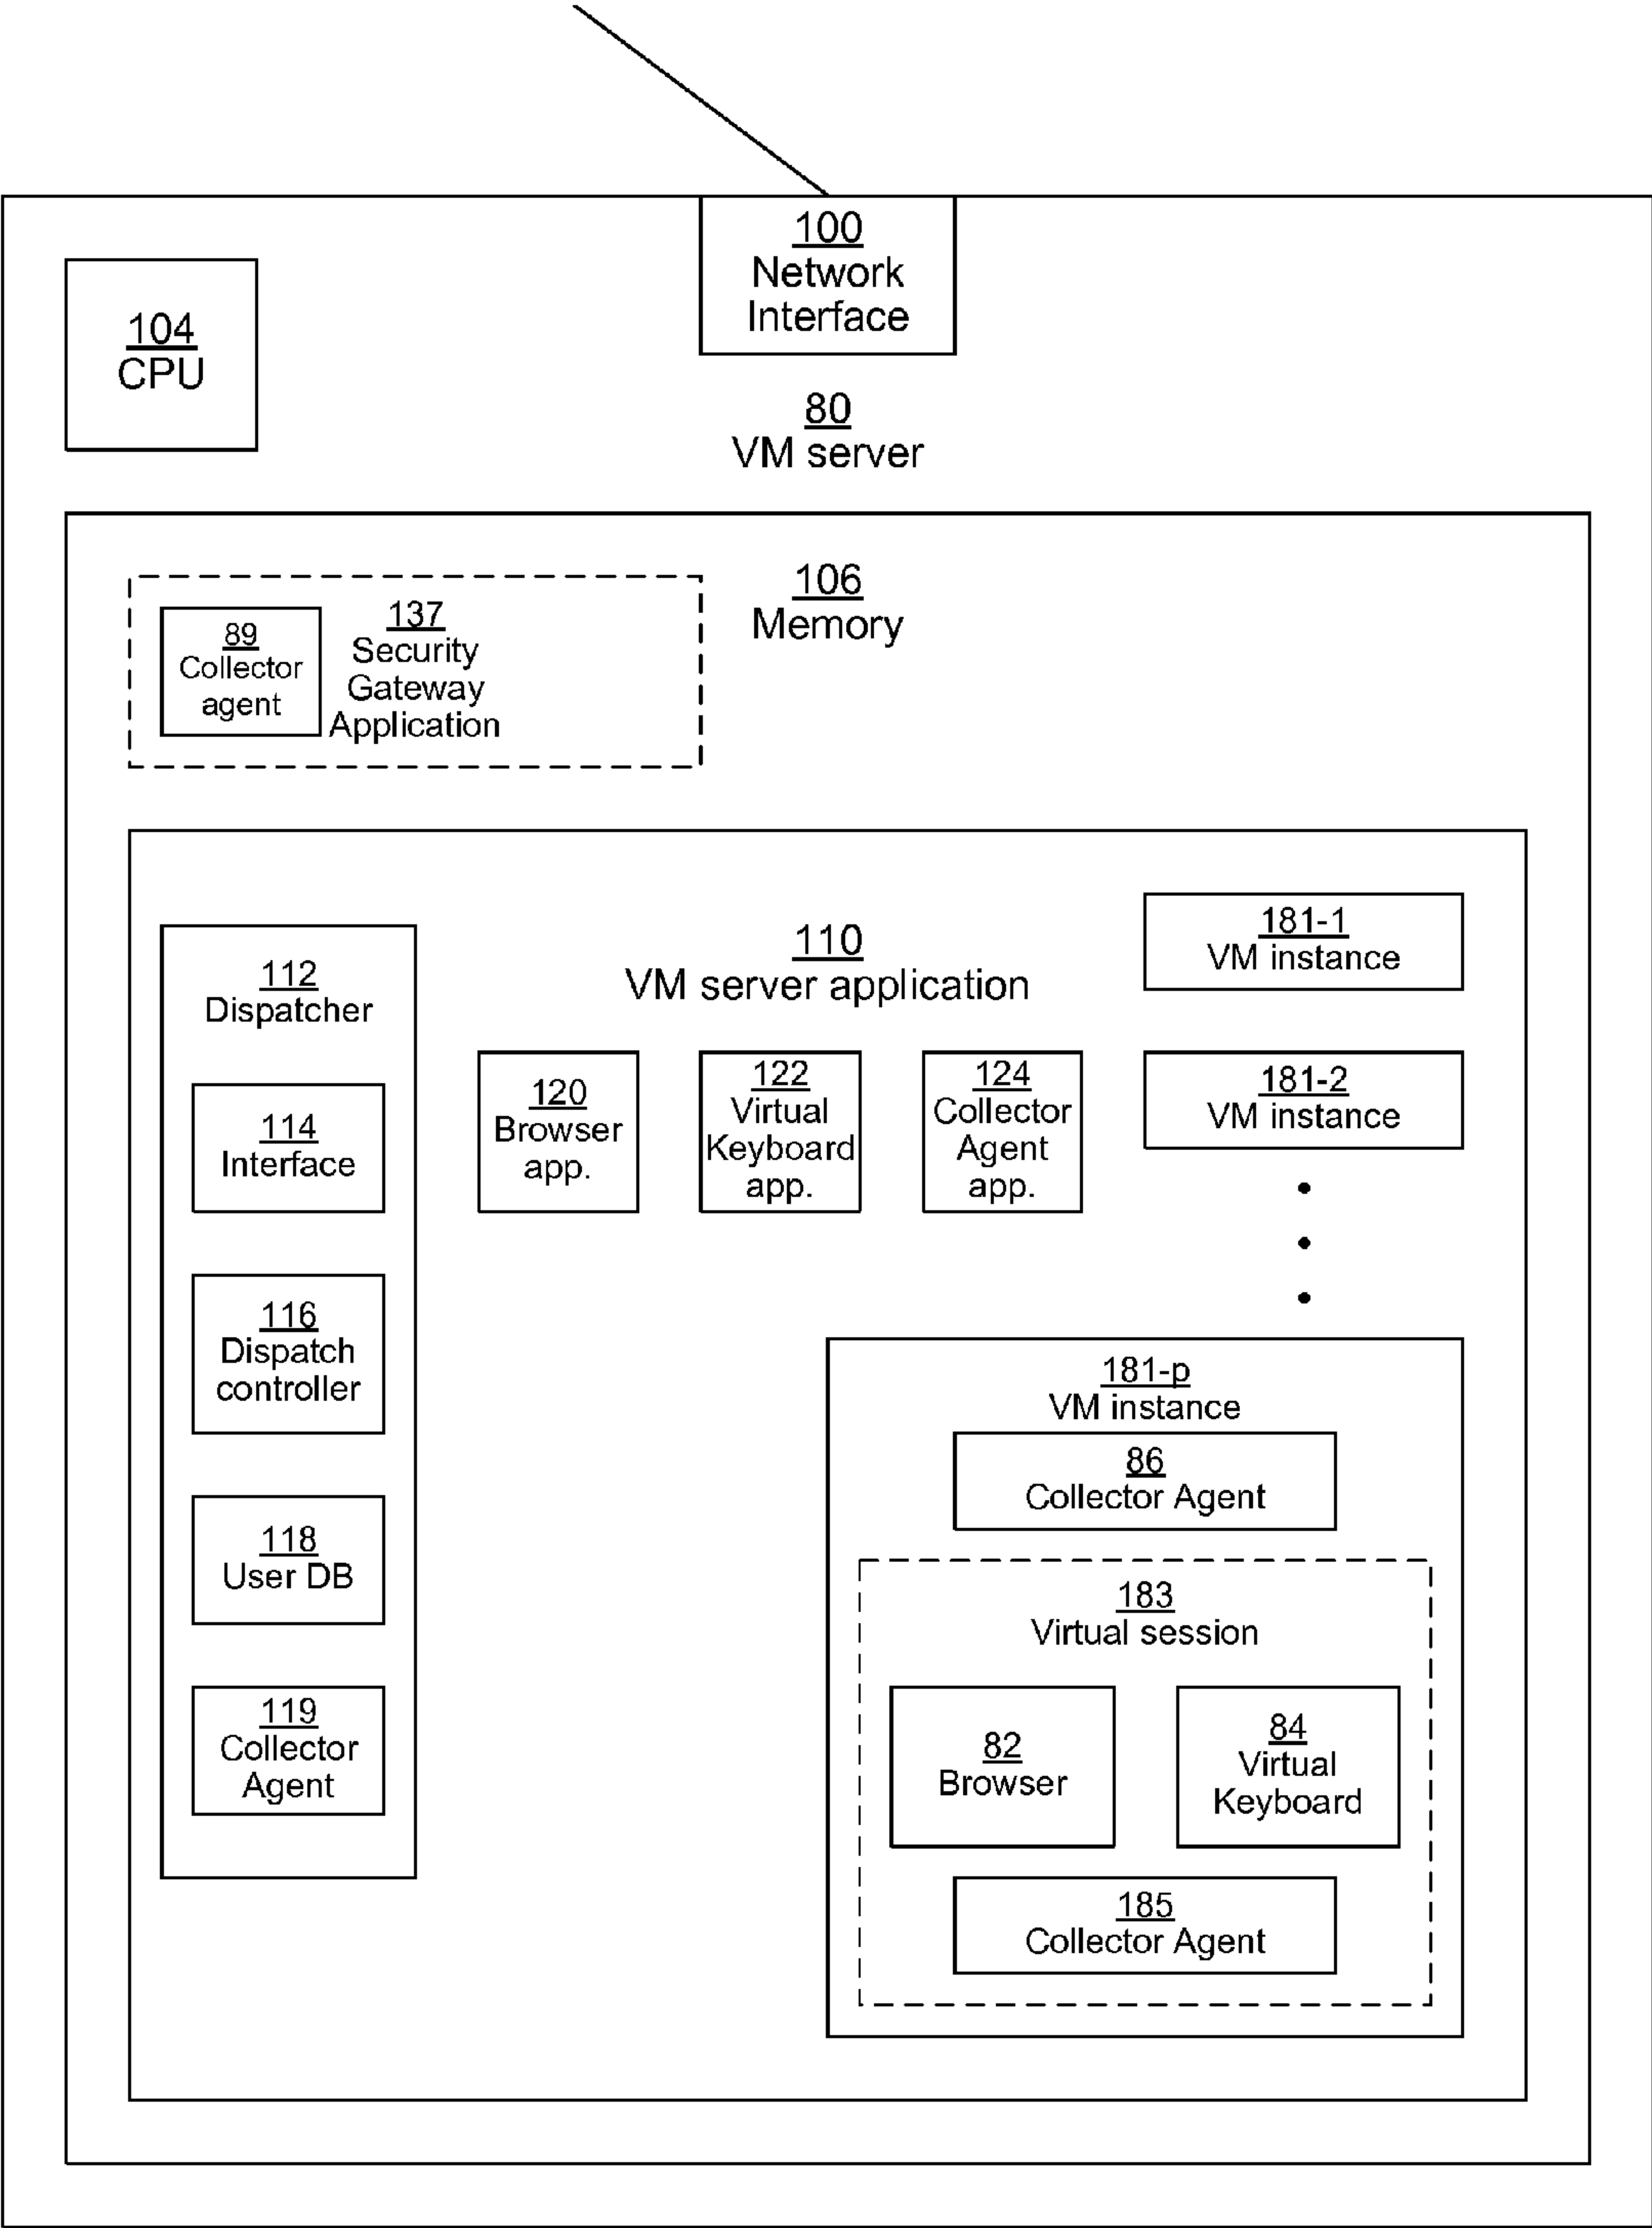 100
Network
Interface
104
CPU
80
VM server
106
Memory
89
Collector
agent
137
Security
Gateway
Application
110
VM server application
112
Dispatcher
114
Interface
116
Dispatch
controller
118
User DB
119
Collector
Agent
120
Browser
app.
122
Virtual
Keyboard
app.
124
Collector
Agent
app.
181-1
VM instance
181-2
VM instance
181-p
VM instance
86
Collector Agent
183
Virtual session
82
Browser
84
Virtual
Keyboard
185
Collector Agent